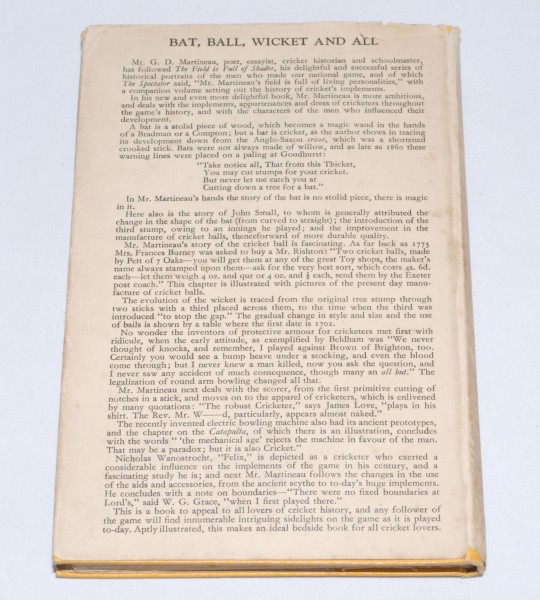 BAT, BALL, WICKET AND ALL
Mr. G. D. Martineau, poet, essayist, cricket historian and schoolmaster,
has followed The Field is Full of Shades, his delightful and successful series of
historical portraits of the men who made our national game, and of which
The Spectator said, "Mr. Martineau's field is full of living personalities," with
a companion volume setting out the history of cricket's implements.
In his new and even more delightful book, Mr. Martineau is more ambitious,
and deals with the implements, appurtenances and dress of cricketers throughout
the game's history, and with the characters of the men who influenced their
development.
A bat is a stolid piece of wood, which becomes a magic wand in the hands
of a Bradman or a Compton; but a bat is cricket, as the author shows in tracing
its development down from the Anglo-Saxon cricce, which was a shortened
crooked stick. Bats were not always made of willow, and as late as 1860 these
warning lines were placed on a paling at Goudhurst:
"Take notice all, That from this Thicket,
You may cut stumps for your cricket.
But never let me catch you at
Cutting down a tree for a bat."
In Mr. Martineau's hands the story of the bat is no stolid piece, there is magic
in it.
Here also is the story of John Small, to whom is generally attributed the
change in the shape of the bat (from curved to straight); the introduction of the
third stump, owing to an innings he played; and the improvement in the
manufacture of cricket balls, thenceforward of more durable quality.
Mr. Martineau's story of the cricket ball is fascinating. As far back as 1773
Mrs. Frances Burney was asked to buy a Mr. Rishton: "Two cricket balls, made
by Pett of 7 Oaks—you will get them at any of the great Toy shops, the maker's
name always stamped upon them—ask for the very best sort, which costs 4s. 6d.
each—let them weigh 4 oz. and qur or 4 oz. and ½ each, send them by the Exeter
post coach." This chapter is illustrated with pictures of the present day manu-
facture of cricket balls.
The evolution of the wicket is traced from the original tree stump through
two sticks with a third placed across them, to the time when the third was
introduced "to stop the gap." The gradual change in style and size and the use
of bails is shown by a table where the first date is 1702.
No wonder the inventors of protective armour for cricketers met first with
ridicule, when the early attitude, as exemplified by Beldham was "We never
thought of knocks, and remember, I played against Brown of Brighton, too.
Certainly you would see a bump heave under a stocking, and even the blood
come through; but I never knew a man killed, now you ask the question, and
I never saw any accident of much consequence, though many an all but." The
legalization of round arm bowling changed all that.
Mr. Martineau next deals with the scorer, from the first primitive cutting of
notches in a stick, and moves on to the apparel of cricketers, which is enlivened
by many quotations: "The robust Cricketer," says James Love, "plays in his
shirt. The Rev. Mr. W——d, particularly, appears almost naked."
The recently invented electric bowling machine also had its ancient prototypes,
and the chapter on the Catapulta, of which there is an illustration, concludes
with the words " 'the mechanical age' rejects the machine in favour of the man.
That may be a paradox; but it is also Cricket."
Nicholas Wanostrocht, "Felix," is depicted as a cricketer who exerted a
considerable influence on the implements of the game in his century, and a
fascinating study he is; and next Mr. Martineau follows the changes in the use
of the aids and accessories, from the ancient scythe to to-day's huge implements.
He concludes with a note on boundaries—"There were no fixed boundaries at
Lord's," said W. G. Grace, "when I first played there."
This is a book to appeal to all lovers of cricket history, and any follower of
the game will find innumerable intriguing sidelights on the game as it is played
to-day. Aptly illustrated, this makes an ideal bedside book for all cricket lovers.